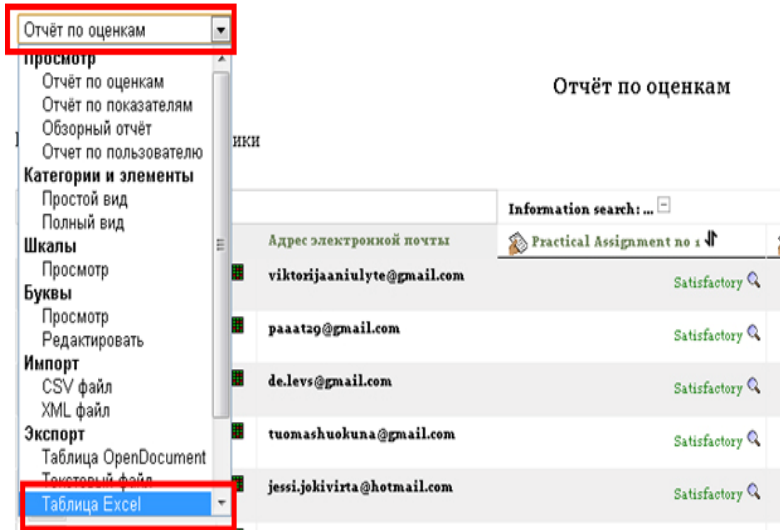 Отчёт по оценкам
Просмотр
Отчёт по оценкам
Отчёт по показателям
Обзорный отчёт
Отчет по пользователю
Категории и элементы
Простой вид
Полный вид
Шкалы
Просмотр
Буквы
Просмотр
Редактировать
Импорт
CSV файл
XML файл
Экспорт
Таблица OpenDocument
Текстовый файл
Таблица Excel
Отчёт по оценкам
ики
Information search: ...
Адрес электронной почты
Practical Assignment no 1
viktorijaaniulyte@gmail.com
Satisfactory
paaat29@gmail.com
Satisfactory
de.levs@gmail.com
Satisfactory
tuomashuokuna@gmail.com
Satisfactory
jessi.jokivirta@hotmail.com
Satisfactory